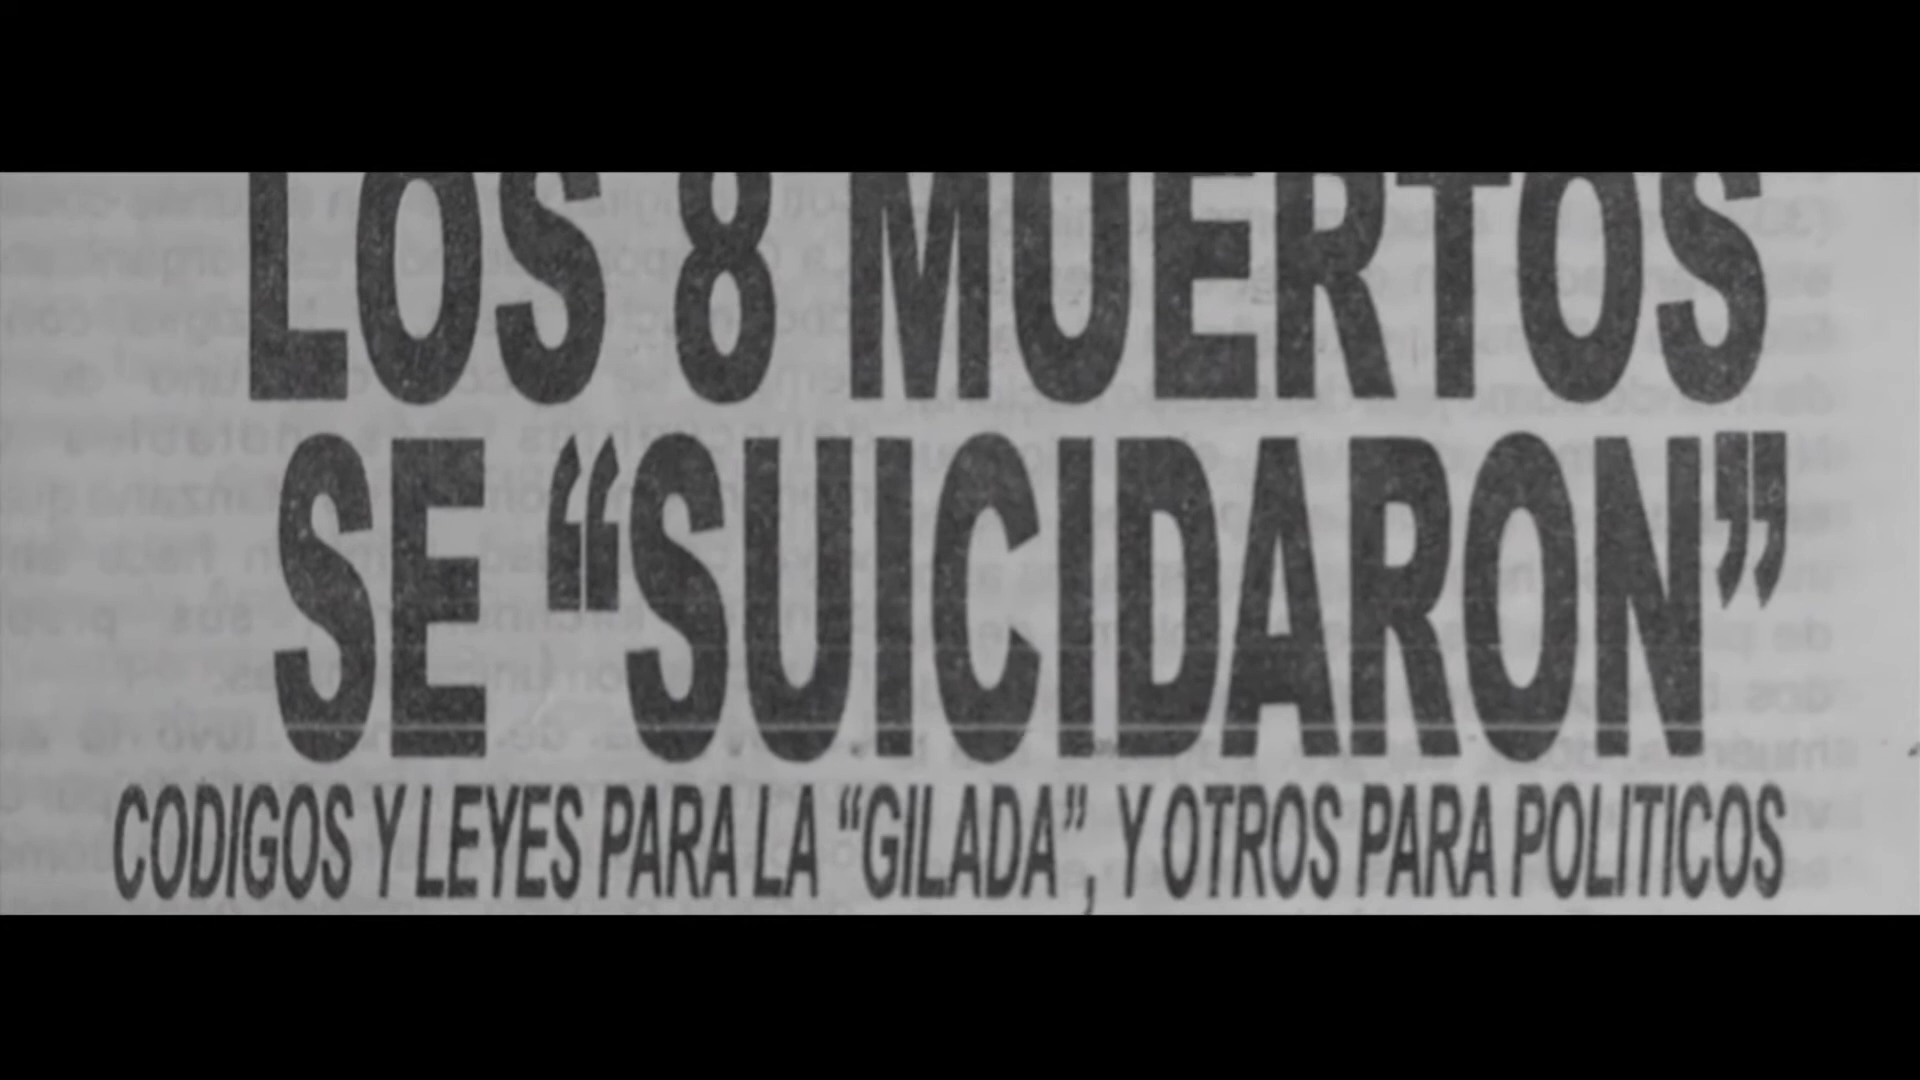 LOS 8 MUERTOS
SE “SUICIDARON”
CODIGOS Y LEYES PARA LA “GILADA”, Y OTROS PARA POLITICOS